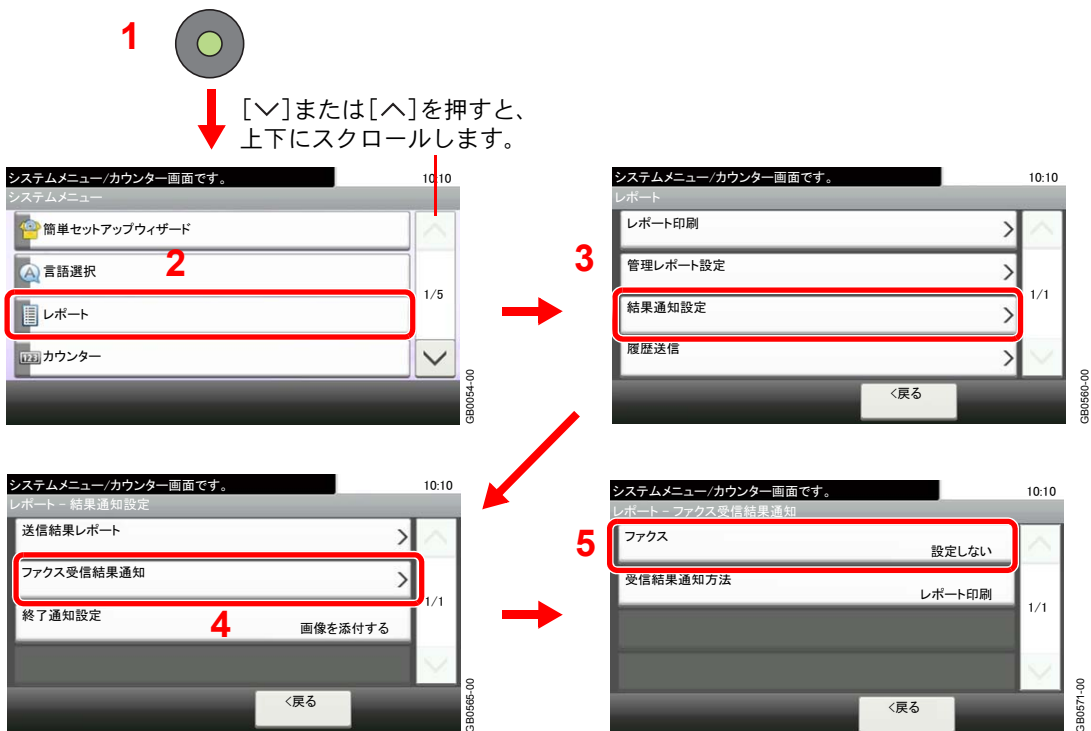 1
[∨]または[∧]を押すと、
上下にスクロールします。
システムメニュー/カウンター画面です。
10:10
システムメニュー
簡単セットアップウィザード
2
言語選択
1/5
レポート
123 カウンター
GB0054-00
システムメニュー/カウンター画面です。
10:10
レポート
レポート印刷
3
管理レポート設定
1/1
結果通知設定
履歴送信
<戻る
GB0560-00
システムメニュー/カウンター画面です。
10:10
レポート - 結果通知設定
送信結果レポート
ファクス受信結果通知
1/1
終了通知設定
4
画像を添付する
<戻る
GB0565-00
システムメニュー/カウンター画面です。
10:10
レポート - ファクス受信結果通知
5
ファクス
設定しない
受信結果通知方法
レポート印刷
1/1
<戻る
GB0571-00